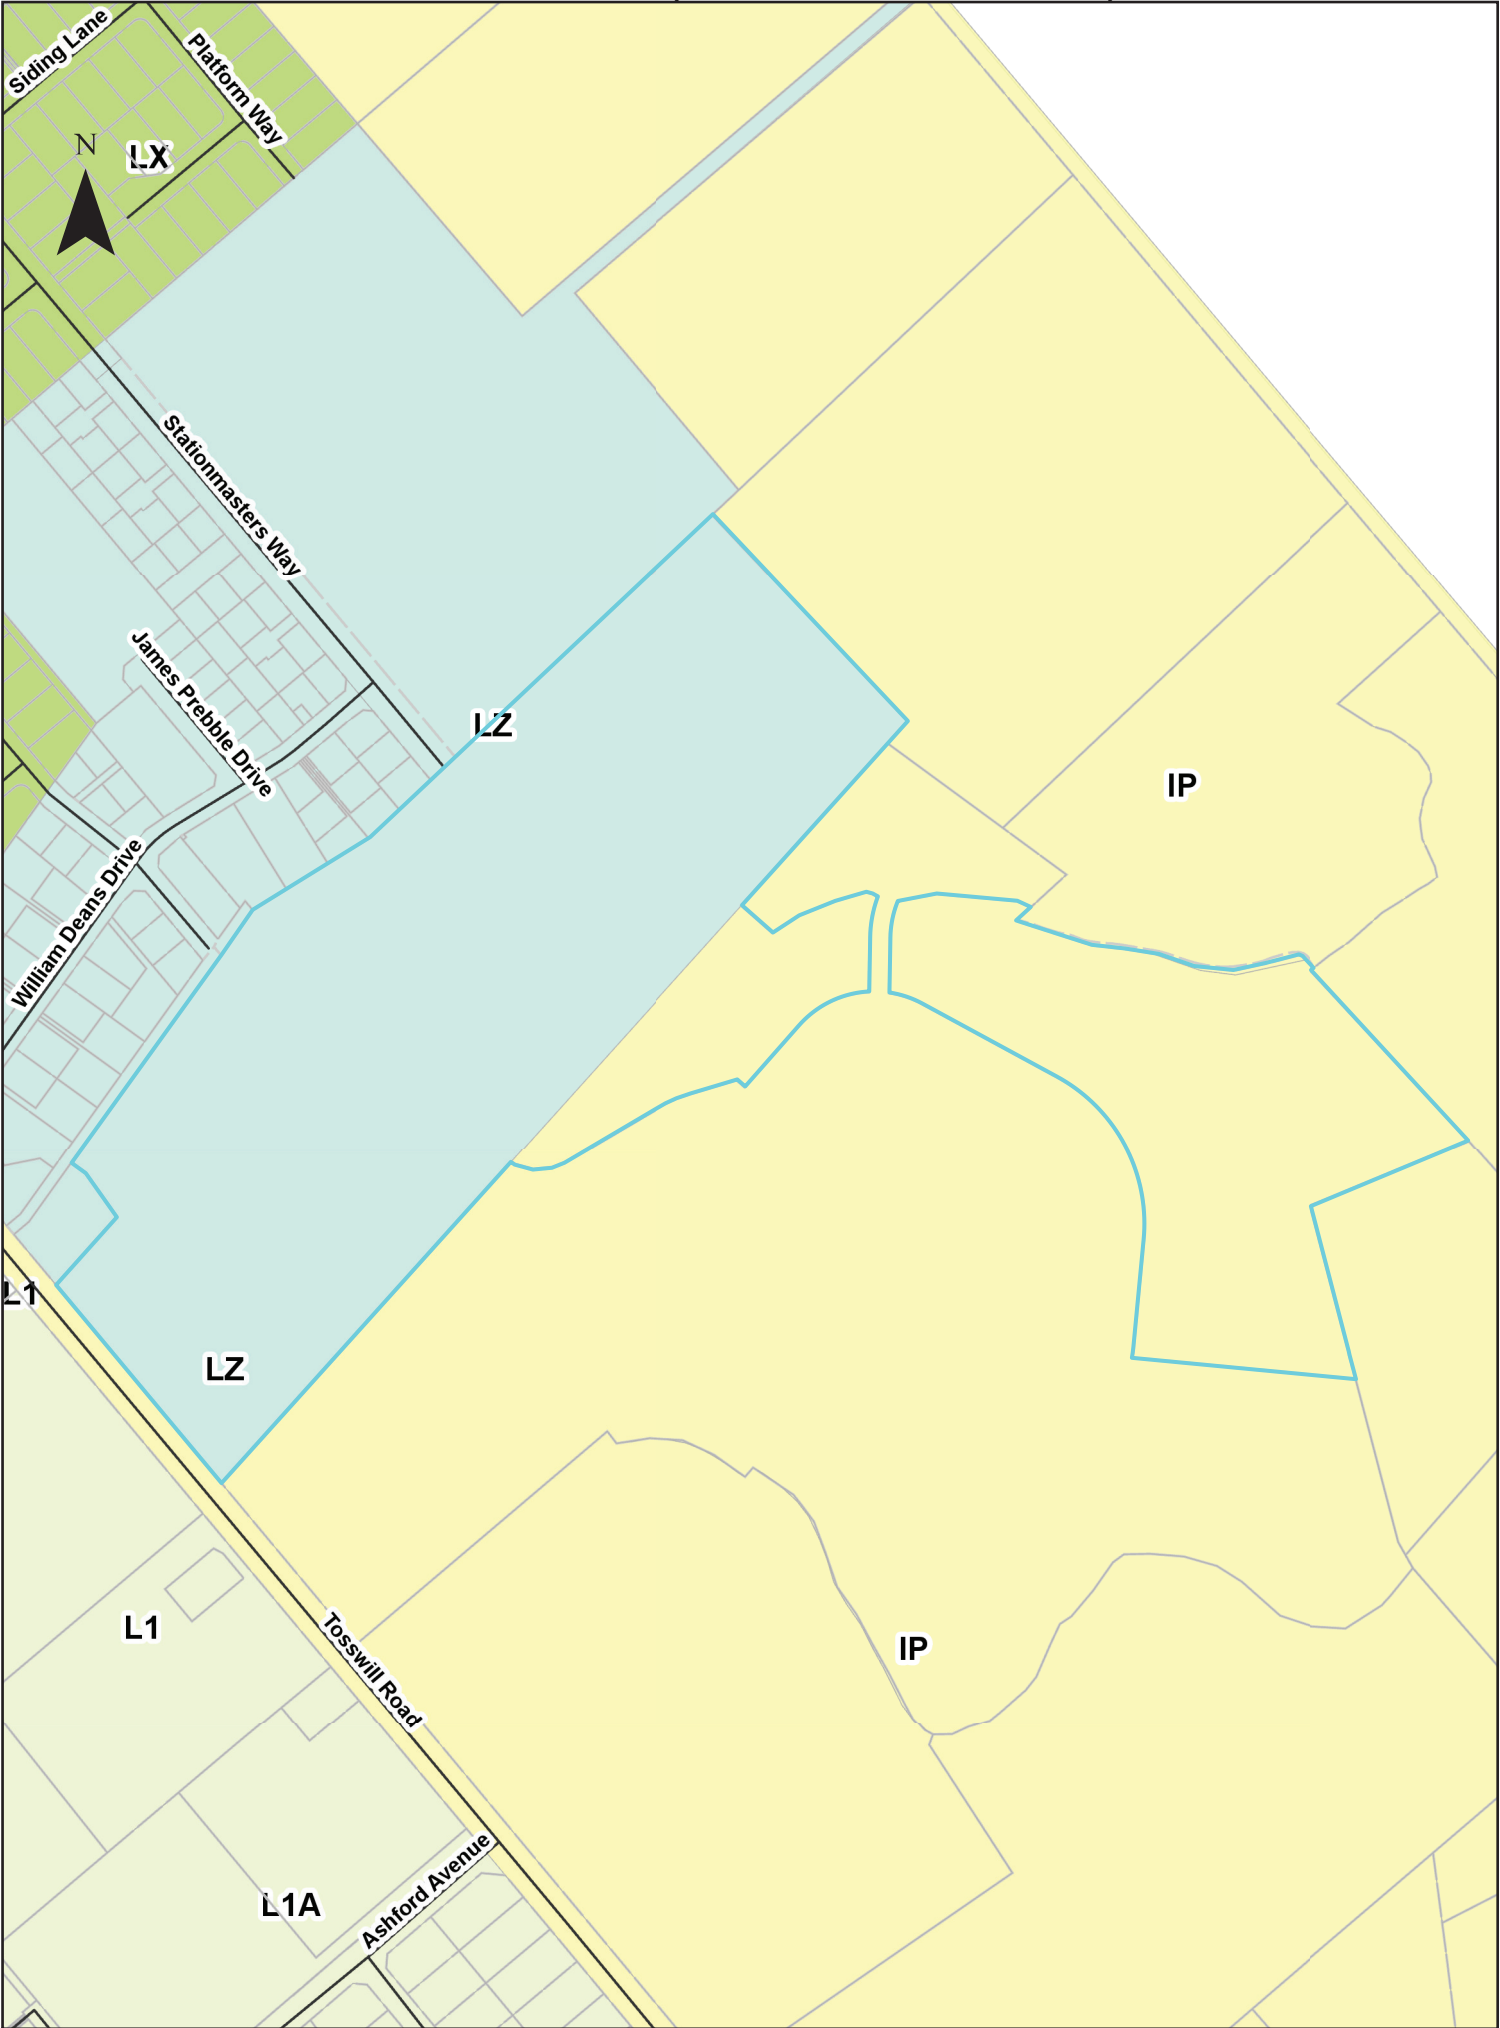 Siding Lane
Platform Way
N
LX
Stationmasters Way
James Prebble Drive
LZ
IP
William Deans Drive
L1
LZ
L1
Tosswill Road
IP
L1A
Ashford Avenue